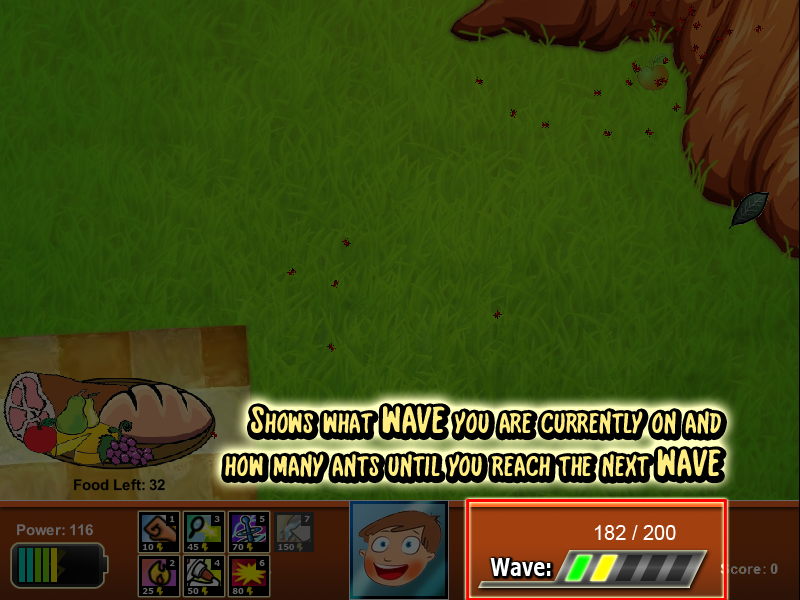 Shows what WAVE you are currently on and
how many ants until you reach the next WAVE
Food Left: 32
Power: 116
1
10
3
45
5
70
7
150
2
25
4
50
6
80
182 / 200
Wave:
Score: 0